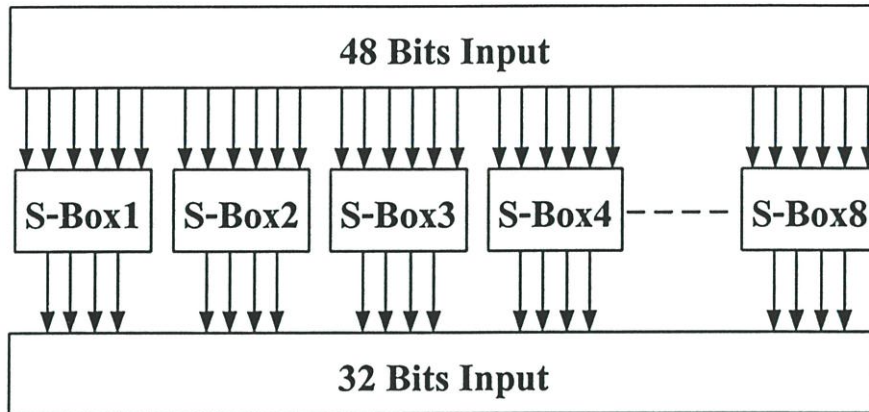 48 Bits Input
S-Box1 S-Box2 S-Box3 S-Box4 S-Box8
32 Bits Input